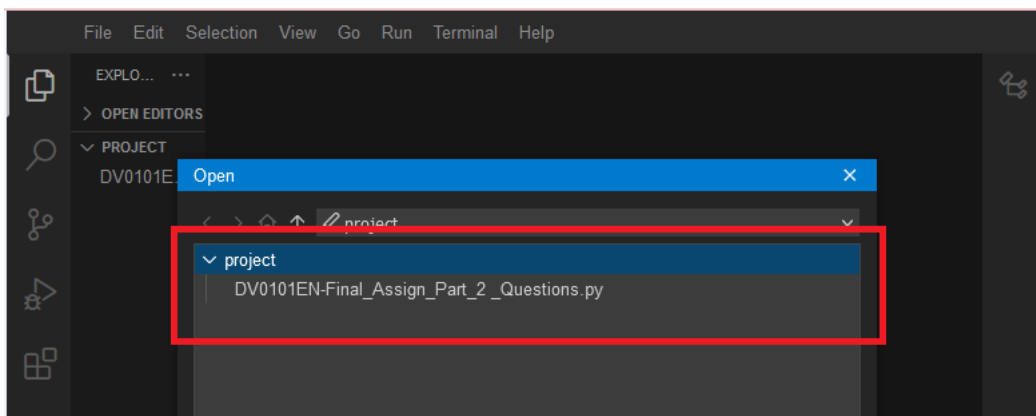 File Edit Selection View Go Run Terminal Help
EXPLO... ···
OPEN EDITORS
PROJECT
DV0101E
Open
project
project
DV0101EN-Final_Assign_Part_2 _Questions.py